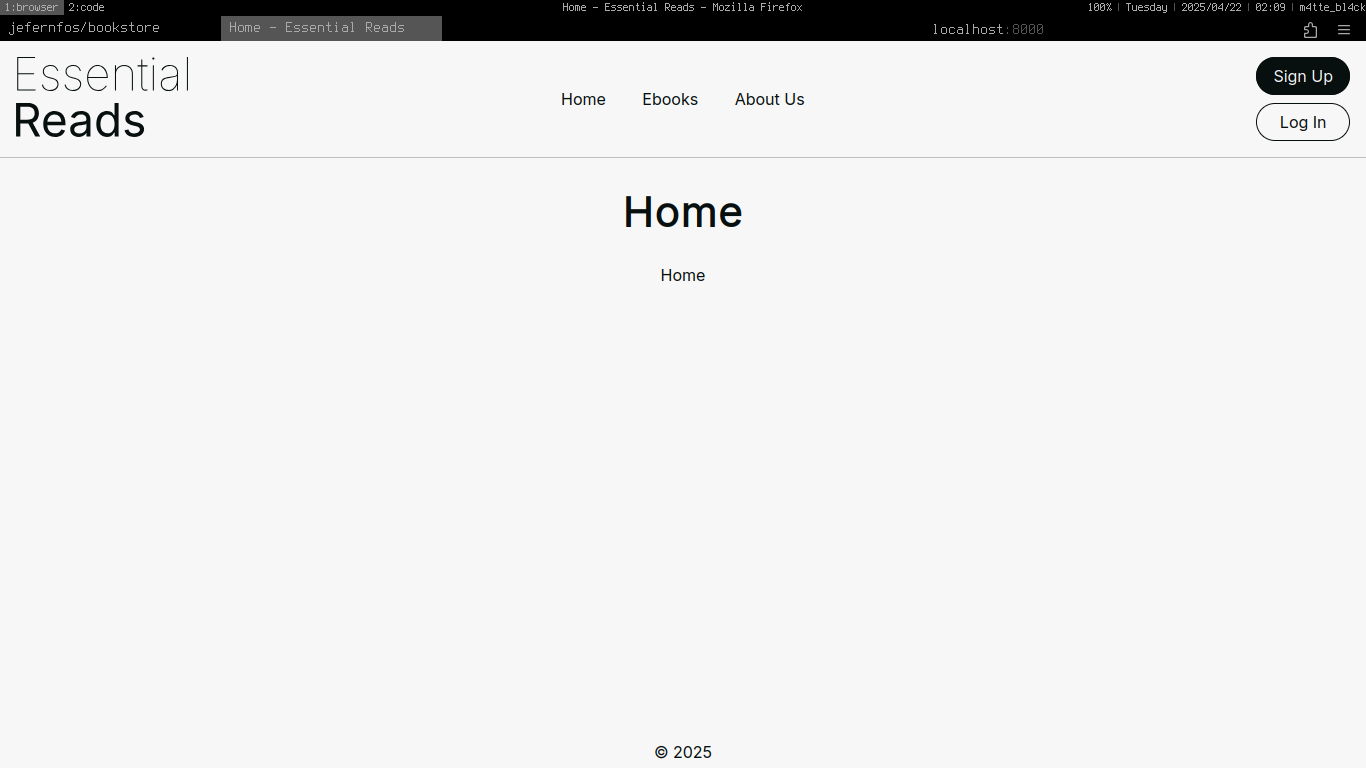 1:browser 2:code Home - Essential Reads - Mozilla Firefox 100% | Tuesday | 2025/04/22 | 02:09 | m4tte_bl4ck
jefernfos/bookstore Home - Essential Reads localhost:8000
Essential
Reads
Home Ebooks About Us
Sign Up
Log In
Home
Home
© 2025